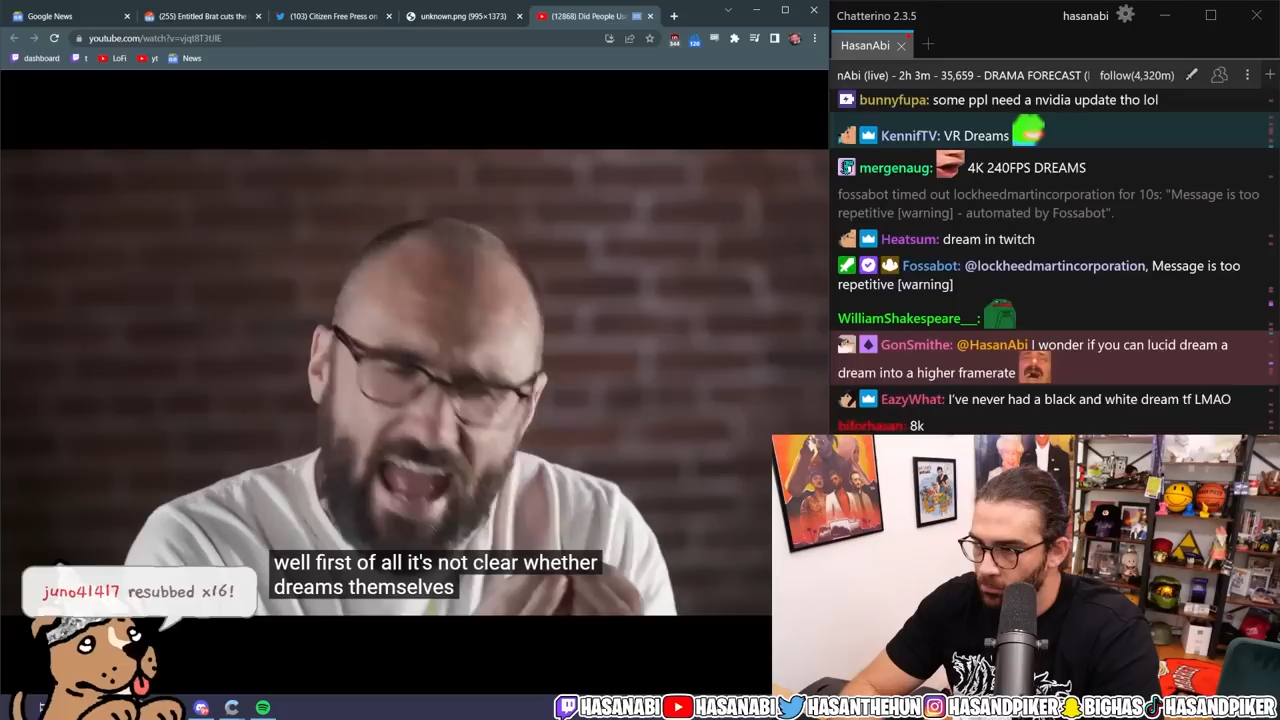 Google News
(255) Entitled Brat cuts the
(103) Citizen Free Press on
unknown.png (995×1373)
(12868) Did People Us
Chatterino 2.3.5
hasanabi
youtube.com/watch?v=vjqt8T3tJIE
344
120
HasanAbi
dashboard
t
LoFi
yt
News
nAbi (live) - 2h 3m - 35,659 - DRAMA FORECAST (
follow(4,320m)
bunnyfupa: some ppl need a nvidia update tho lol
KennifTV: VR Dreams
mergenaug: 4K 240FPS DREAMS
fossabot timed out lockheedmartincorporation for 10s: "Message is too
repetitive [warning] - automated by Fossabot".
Heatsum: dream in twitch
Fossabot: @lockheedmartincorporation, Message is too
repetitive [warning]
WilliamShakespeare___:
GonSmithe: @HasanAbi I wonder if you can lucid dream a
dream into a higher framerate
EazyWhat: I've never had a black and white dream tf LMAO
biforhasan: 8k
well first of all it's not clear whether
dreams themselves
juno41417 resubbed x16!
HASANABI
HASANABI
HASANTHEHUN
HASANDPIKER
BIGHAS
HASANDPIKER